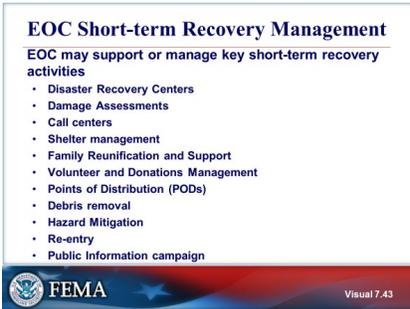 EOC Short-term Recovery Management
EOC may support or manage key short-term recovery
activities
• Disaster Recovery Centers
• Damage Assessments
• Call centers
• Shelter management
• Family Reunification and Support
• Volunteer and Donations Management
• Points of Distribution (PODs)
• Debris removal
• Hazard Mitigation
• Re-entry
• Public Information campaign
FEMA
Visual 7.43